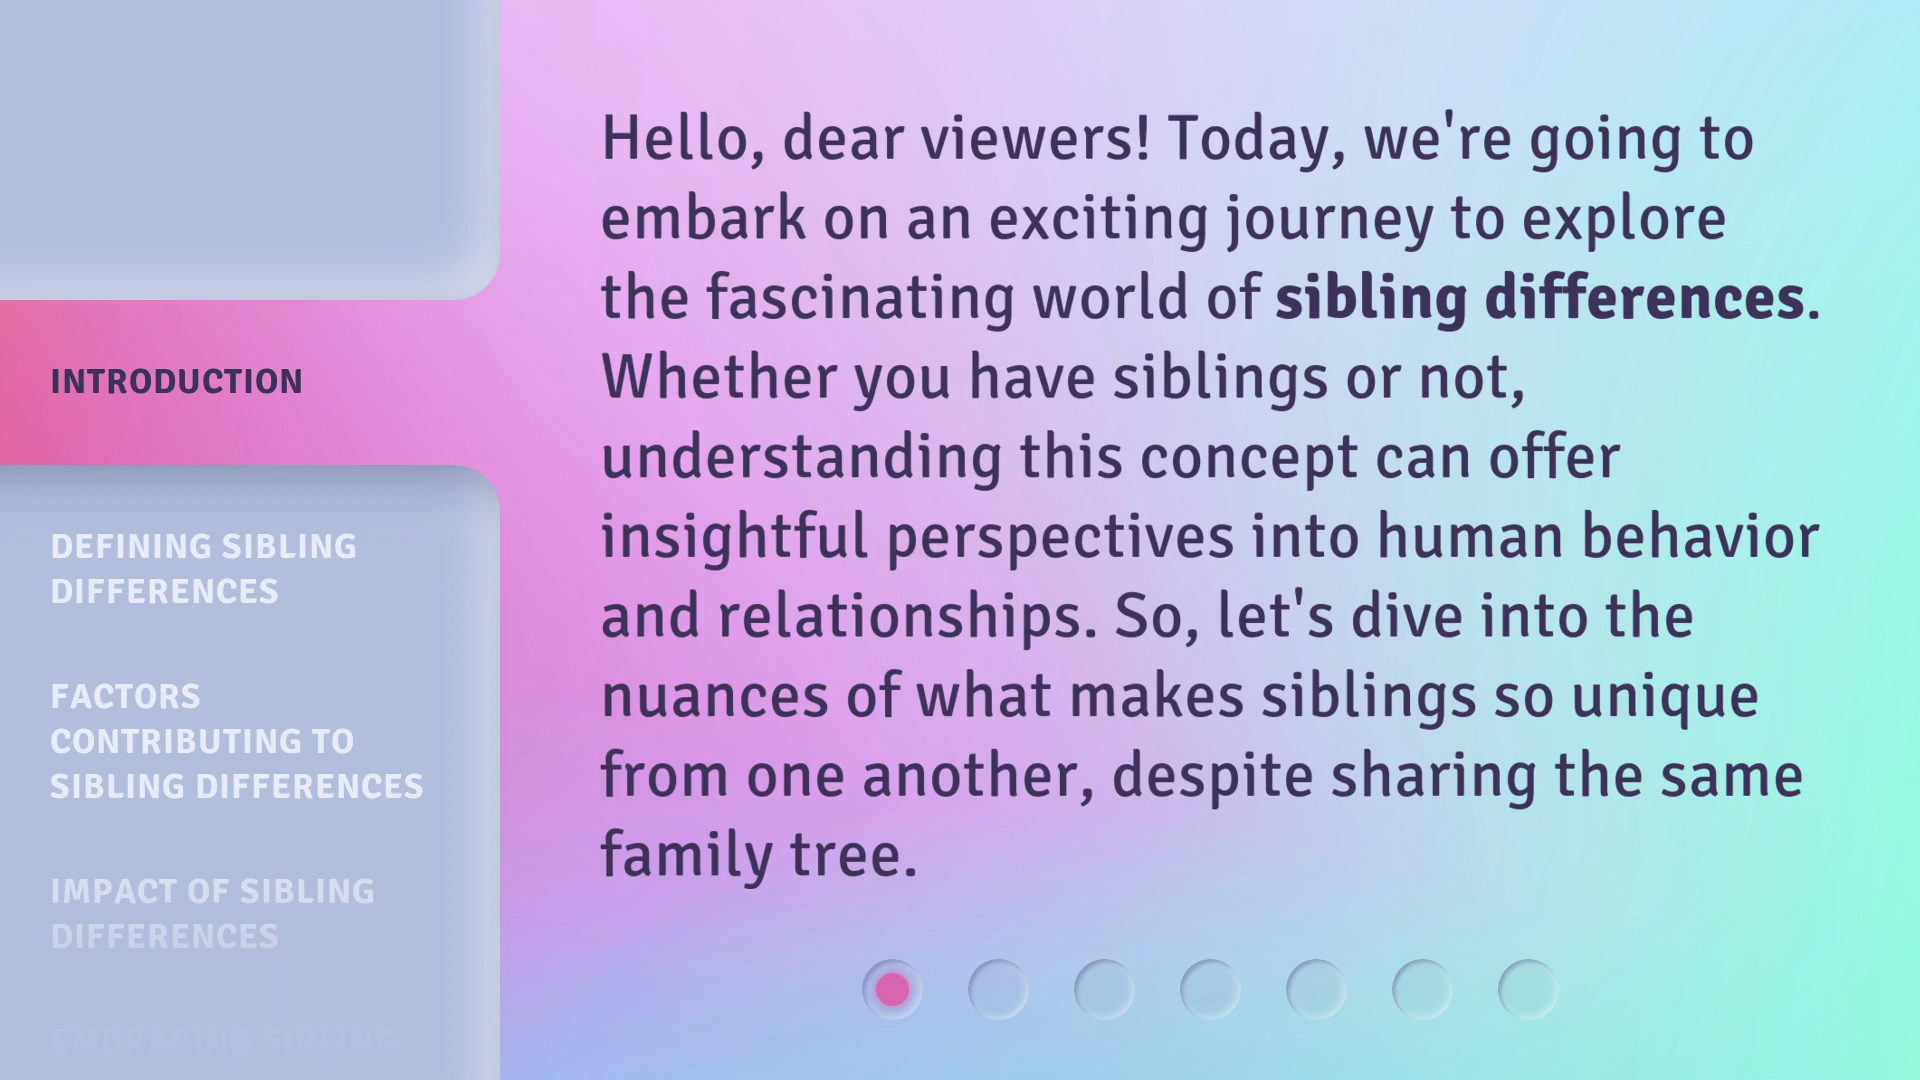 INTRODUCTION
DEFINING SIBLING
DIFFERENCES
FACTORS
CONTRIBUTING TO
SIBLING DIFFERENCES
IMPACT OF SIBLING
DIFFERENCES
EMBRACING SIBLING
Hello, dear viewers! Today, we're going to
embark on an exciting journey to explore
the fascinating world of sibling differences.
Whether you have siblings or not,
understanding this concept can offer
insightful perspectives into human behavior
and relationships. So, let's dive into the
nuances of what makes siblings so unique
from one another, despite sharing the same
family tree.